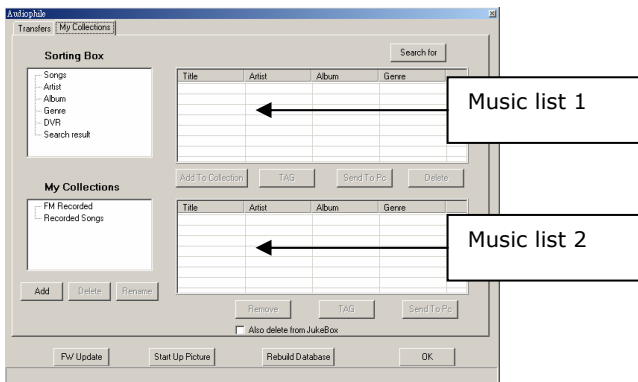 Audiophile
Transfers My Collections
Sorting Box
Search for
Songs
Artist
Album
Genre
DVR
Search result
Title Artist Album Genre
Music list 1
Add To Collection TAG Send To Pc Delete
My Collections
FM Recorded
Recorded Songs
Title Artist Album Genre
Music list 2
Add Delete Rename
Remove TAG Send To Pc
Also delete from JukeBox
FW Update Start Up Picture Rebuild Database OK